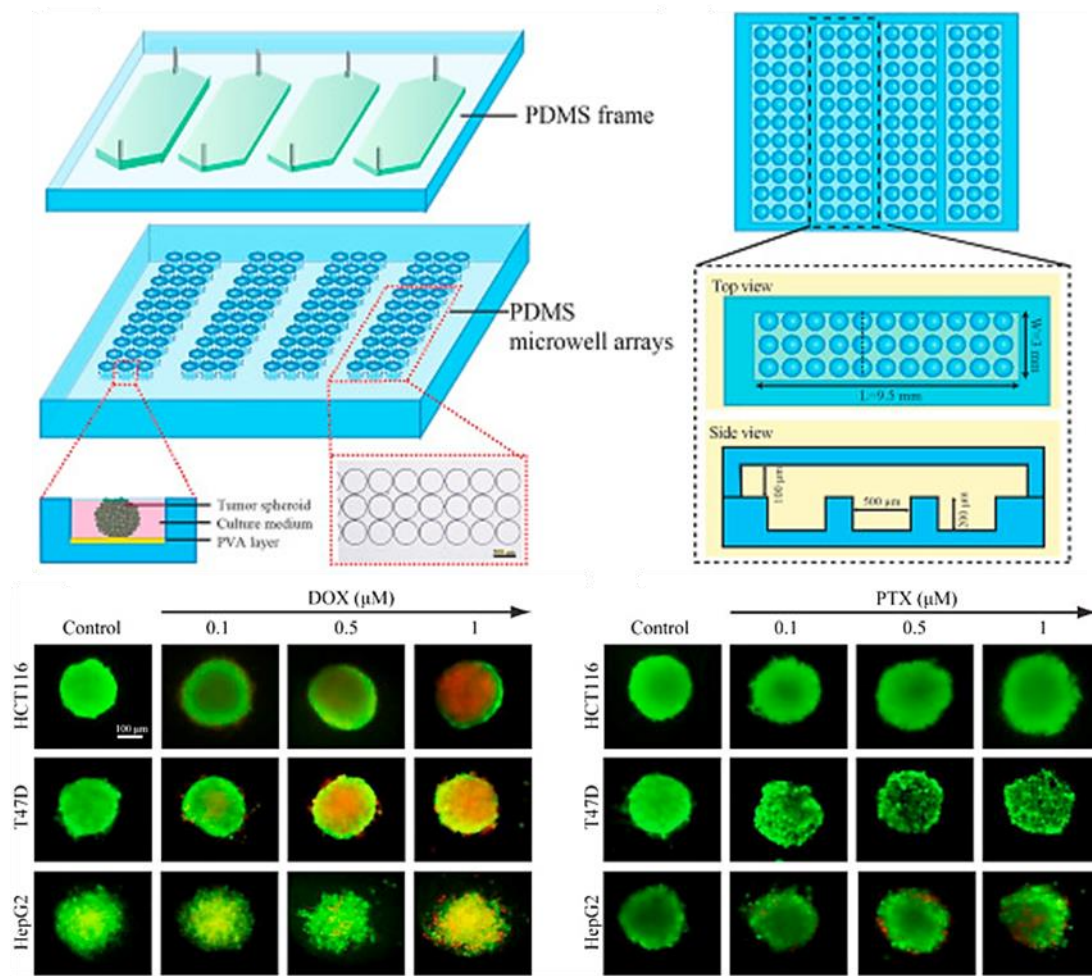 PDMS frame
PDMS
microwell arrays
Tumor spheroid
Culture medium
PVA layer
Top view
W=3 mm
L=9.5 mm
Side view
100 μm
500 μm
200 μm
DOX (μM)
Control
0.1
0.5
1
HCT116
100 μm
T47D
HepG2
PTX (μM)
Control
0.1
0.5
1
HCT116
T47D
HepG2